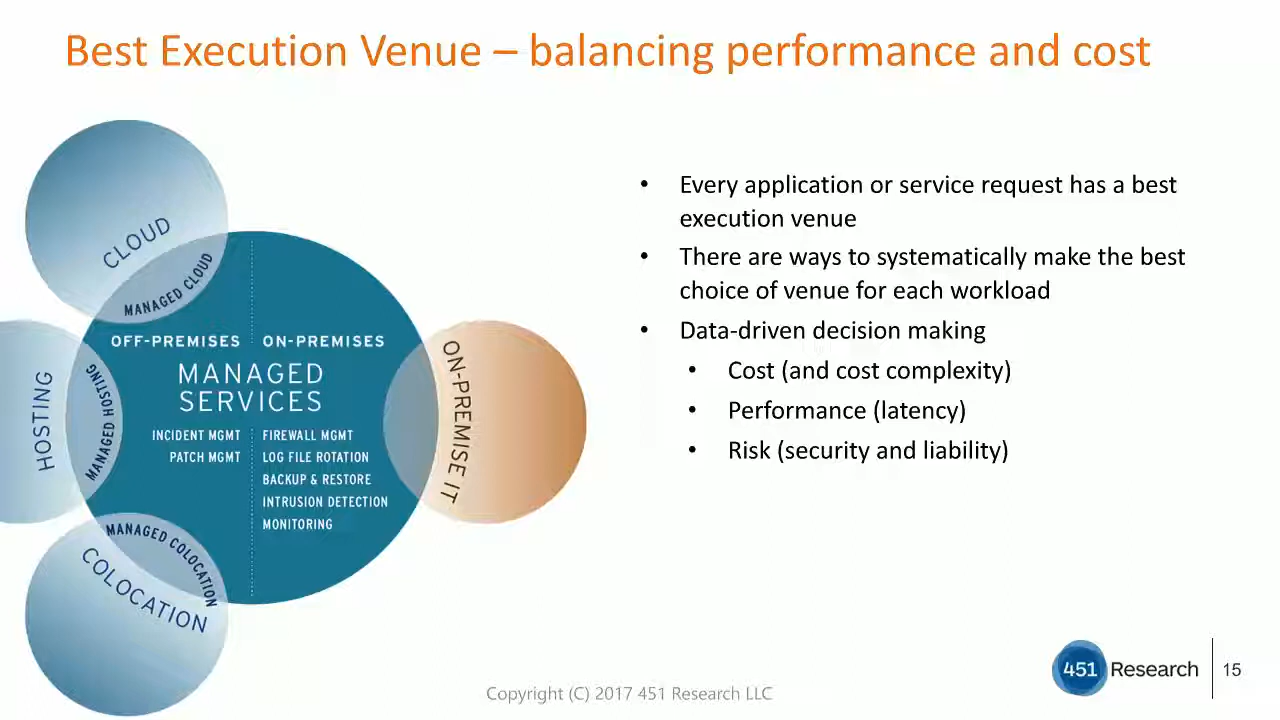 Best Execution Venue – balancing performance and cost
CLOUD
MANAGED CLOUD
HOSTING
MANAGED HOSTING
OFF-PREMISES
ON-PREMISES
MANAGED
SERVICES
INCIDENT MGMT
PATCH MGMT
FIREWALL MGMT
LOG FILE ROTATION
BACKUP & RESTORE
INTRUSION DETECTION
MONITORING
ON-PREMISE IT
MANAGED COLOCATION
COLOCATION
• Every application or service request has a best
execution venue
• There are ways to systematically make the best
choice of venue for each workload
• Data-driven decision making
• Cost (and cost complexity)
• Performance (latency)
• Risk (security and liability)
451 Research
15
Copyright (C) 2017 451 Research LLC